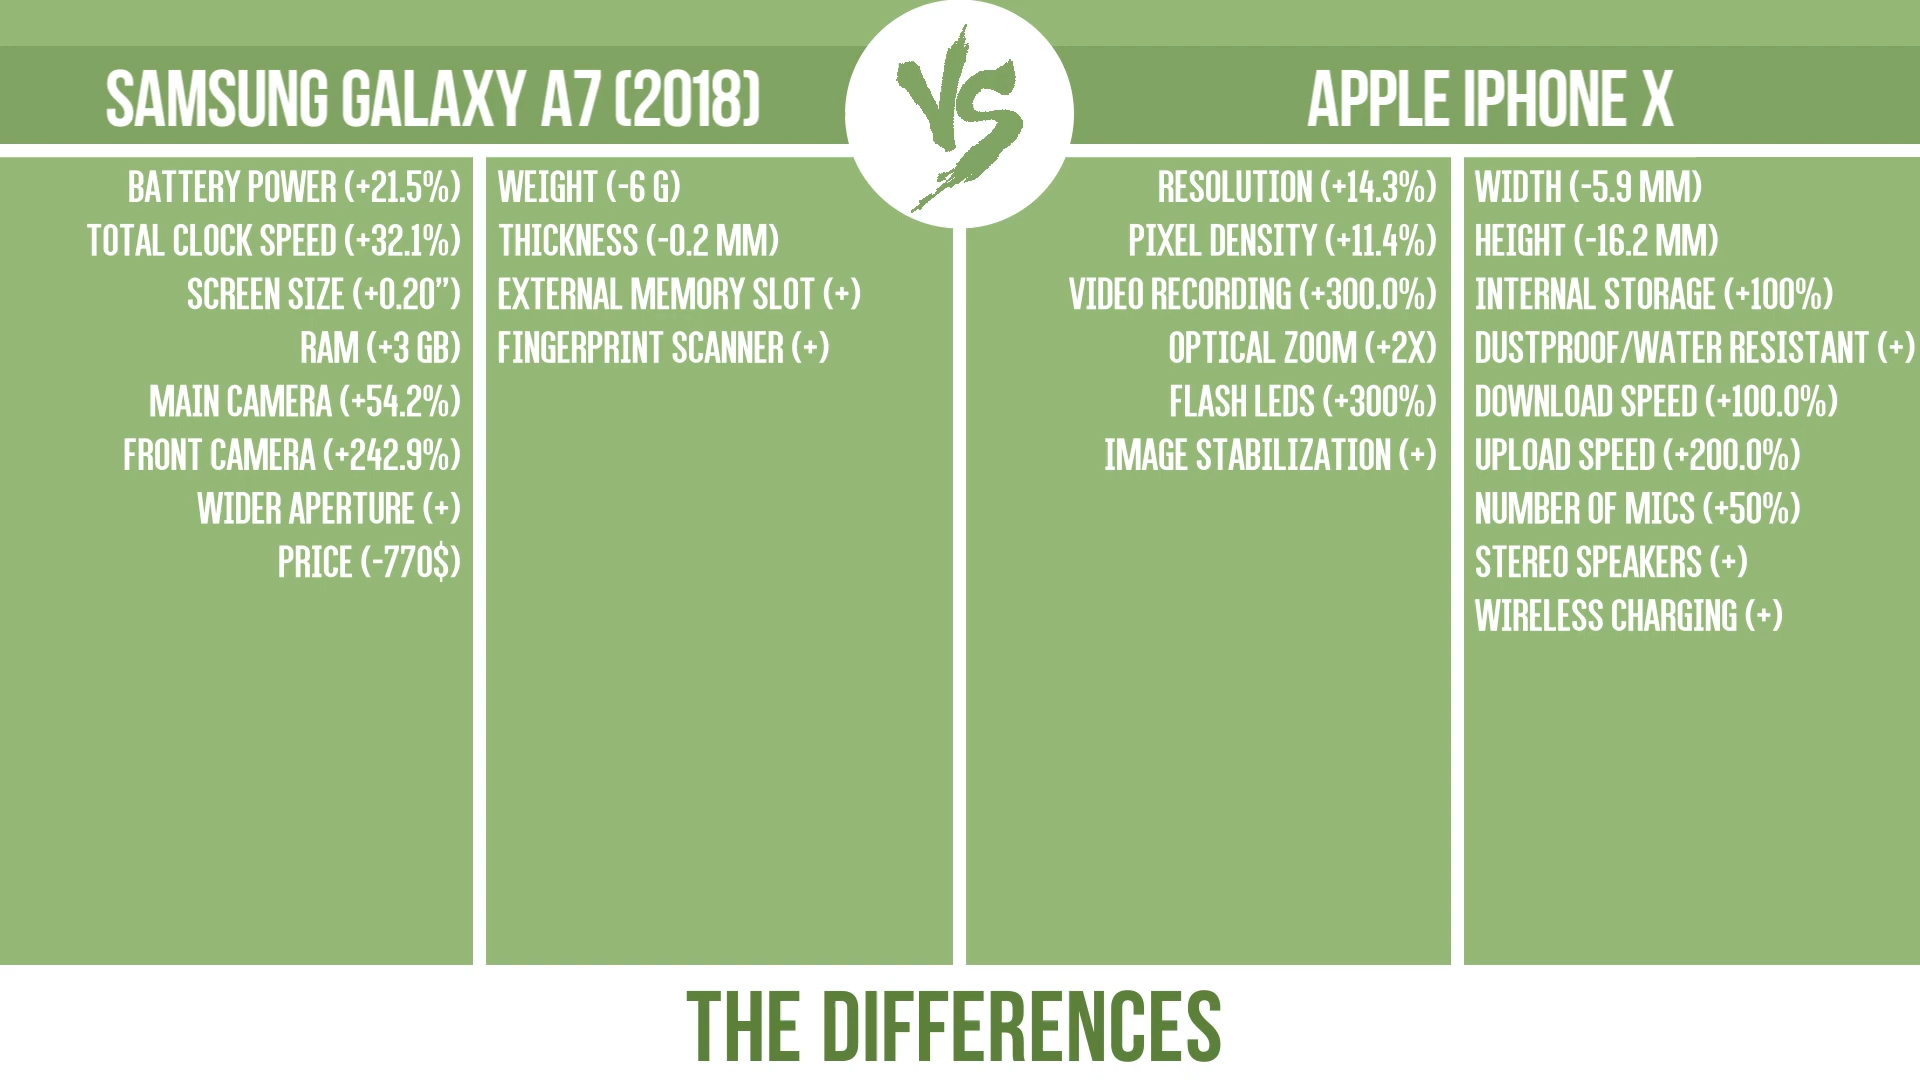 SAMSUNG GALAXY A7 (2018)
VS
APPLE IPHONE X
BATTERY POWER (+21.5%)
TOTAL CLOCK SPEED (+32.1%)
SCREEN SIZE (+0.20”)
RAM (+3 GB)
MAIN CAMERA (+54.2%)
FRONT CAMERA (+242.9%)
WIDER APERTURE (+)
PRICE (-770$)
WEIGHT (-6 G)
THICKNESS (-0.2 MM)
EXTERNAL MEMORY SLOT (+)
FINGERPRINT SCANNER (+)
RESOLUTION (+14.3%)
PIXEL DENSITY (+11.4%)
VIDEO RECORDING (+300.0%)
OPTICAL ZOOM (+2X)
FLASH LEDS (+300%)
IMAGE STABILIZATION (+)
WIDTH (-5.9 MM)
HEIGHT (-16.2 MM)
INTERNAL STORAGE (+100%)
DUSTPROOF/WATER RESISTANT (+)
DOWNLOAD SPEED (+100.0%)
UPLOAD SPEED (+200.0%)
NUMBER OF MICS (+50%)
STEREO SPEAKERS (+)
WIRELESS CHARGING (+)
THE DIFFERENCES